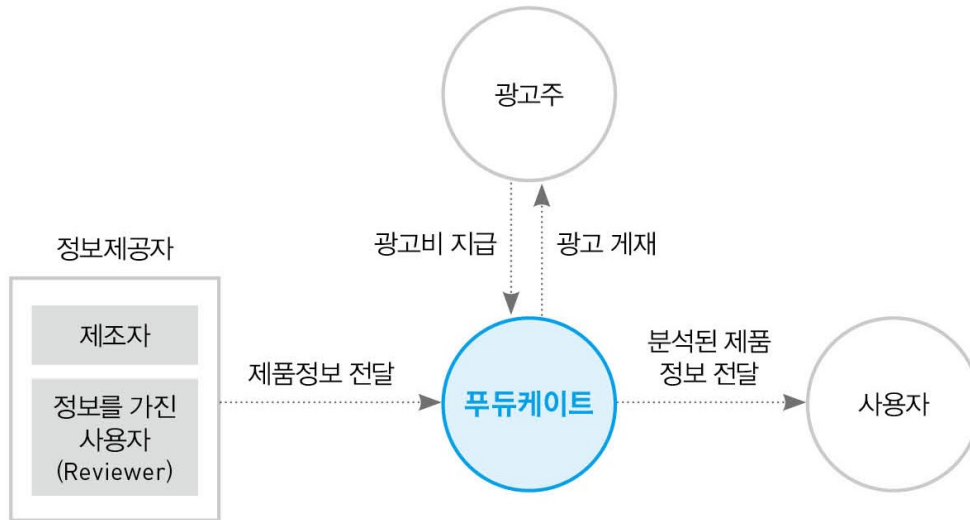 광고주
광고비 지급
광고 게재
정보제공자
제조자
정보를 가진
사용자
(Reviewer)
제품정보 전달
푸듀케이트
분석된 제품
정보 전달
사용자